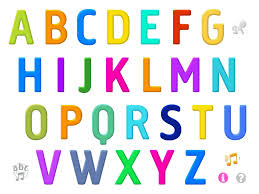 ABCDEFG
HIJKLMN
OPQRSTU
VWXYZ